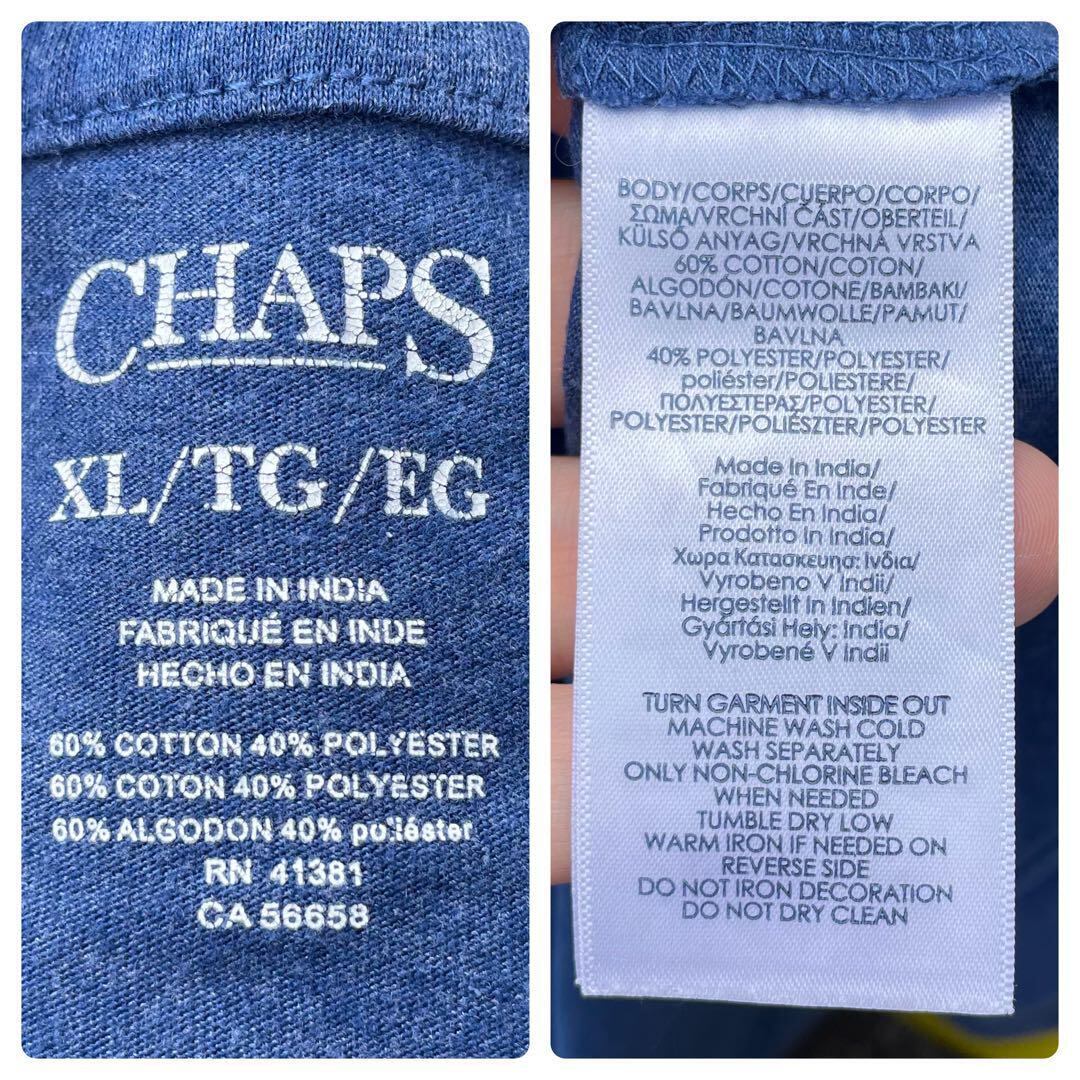 CHAPS
XL/TG/EG
MADE IN INDIA
FABRIQUÉ EN INDE
HECHO EN INDIA
60% COTTON 40% POLYESTER
60% COTON 40% POLYESTER
60% ALGODON 40% poliéster
RN 41381
CA 56658
BODY/CORPS/CUERPO/CORPO/
ΣΩΜΑ/VRCHNÍ ČÁST/OBERTEIL/
KÜLSŐ ANYAG/VRCHNÁ VRSTVA
60% COTTON/COTON/
ALGODÓN/COTONE/BAMBAKI/
BAVLNA/BAUMWOLLE/PAMUT/
BAVLNA
40% POLYESTER/POLYESTER/
poliéster/POLIESTERE/
ΠΟΛΥΕΣΤΕΡΑΣ/POLYESTER/
POLYESTER/POLIÉSZTER/POLYESTER
Made In India/
Fabriqué En Inde/
Hecho En India/
Prodotto In India/
Χωρα Κατασκευησ: Ινδια/
Vyrobeno V Indii/
Hergestellt In Indien/
Gyártási Hely: India/
Vyrobené V Indii
TURN GARMENT INSIDE OUT
MACHINE WASH COLD
WASH SEPARATELY
ONLY NON-CHLORINE BLEACH
WHEN NEEDED
TUMBLE DRY LOW
WARM IRON IF NEEDED ON
REVERSE SIDE
DO NOT IRON DECORATION
DO NOT DRY CLEAN